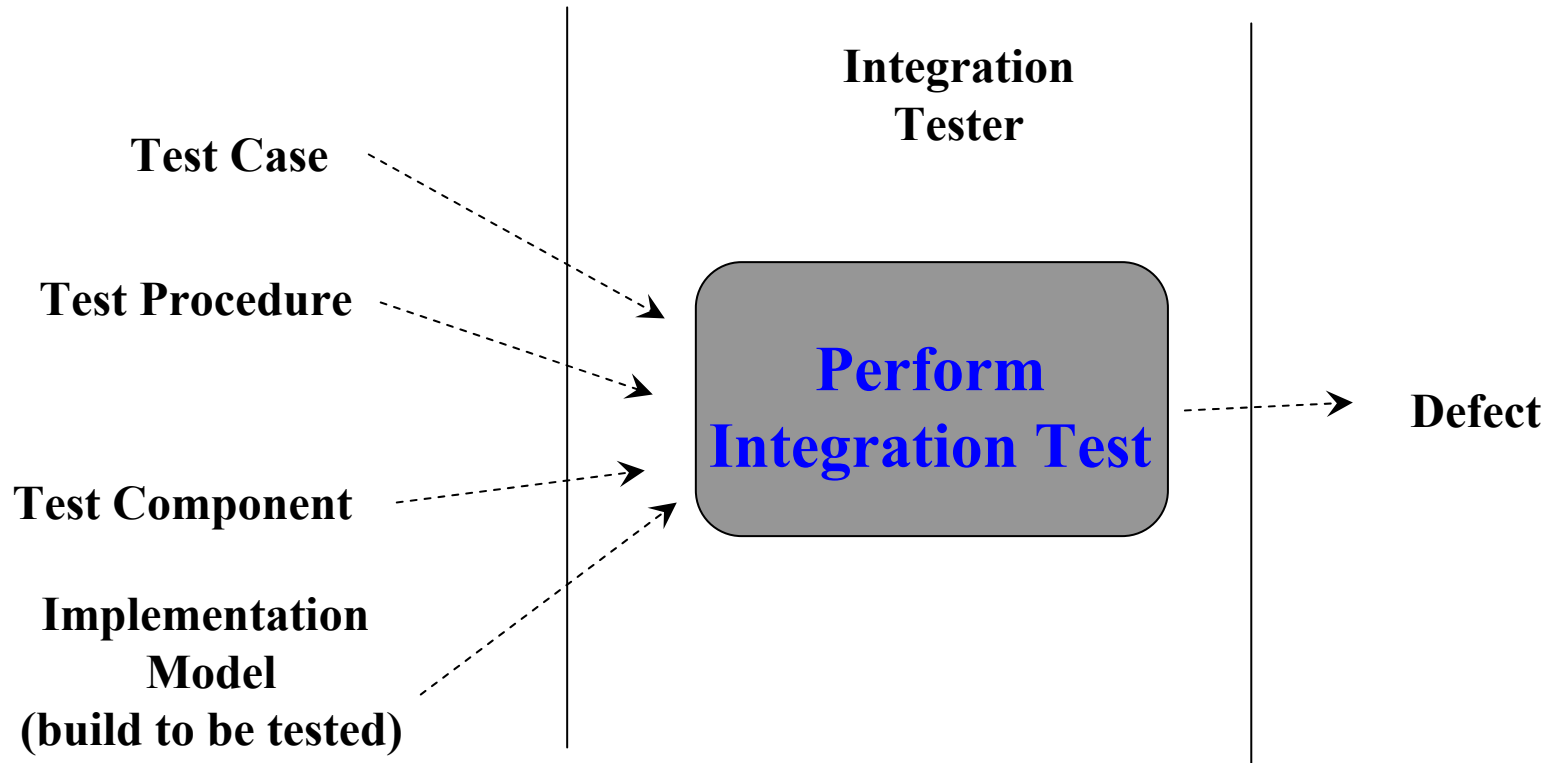 Integration
Tester
Test Case
Test Procedure
Test Component
Implementation
Model
(build to be tested)
Perform
Integration Test
Defect